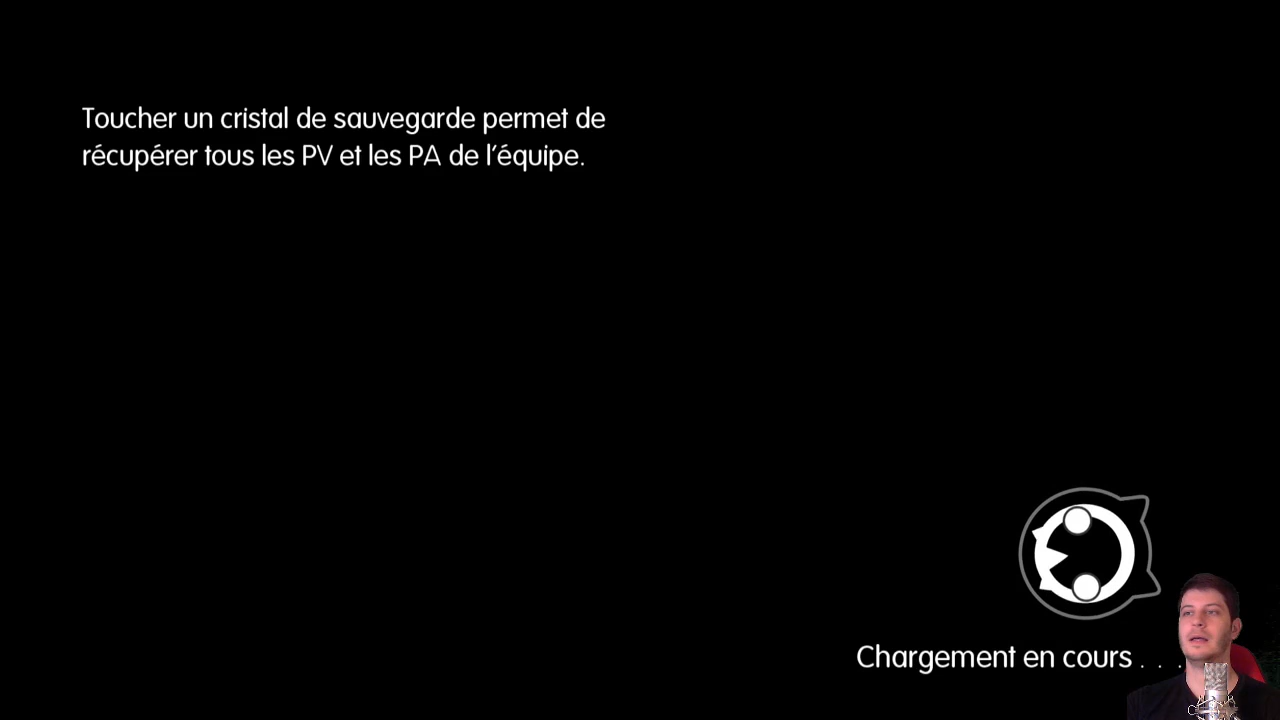 Toucher un cristal de sauvegarde permet de
récupérer tous les PV et les PA de l'équipe.
Chargement en cours . . .